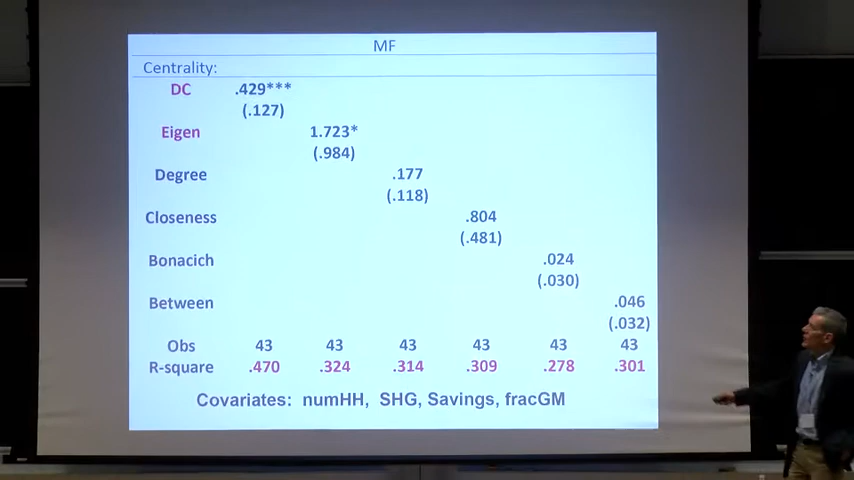 MF
Centrality:
DC .429***
(.127)
Eigen 1.723*
(.984)
Degree .177
(.118)
Closeness .804
(.481)
Bonacich .024
(.030)
Between .046
(.032)
Obs 43 43 43 43 43 43
R-square .470 .324 .314 .309 .278 .301
Covariates: numHH, SHG, Savings, fracGM